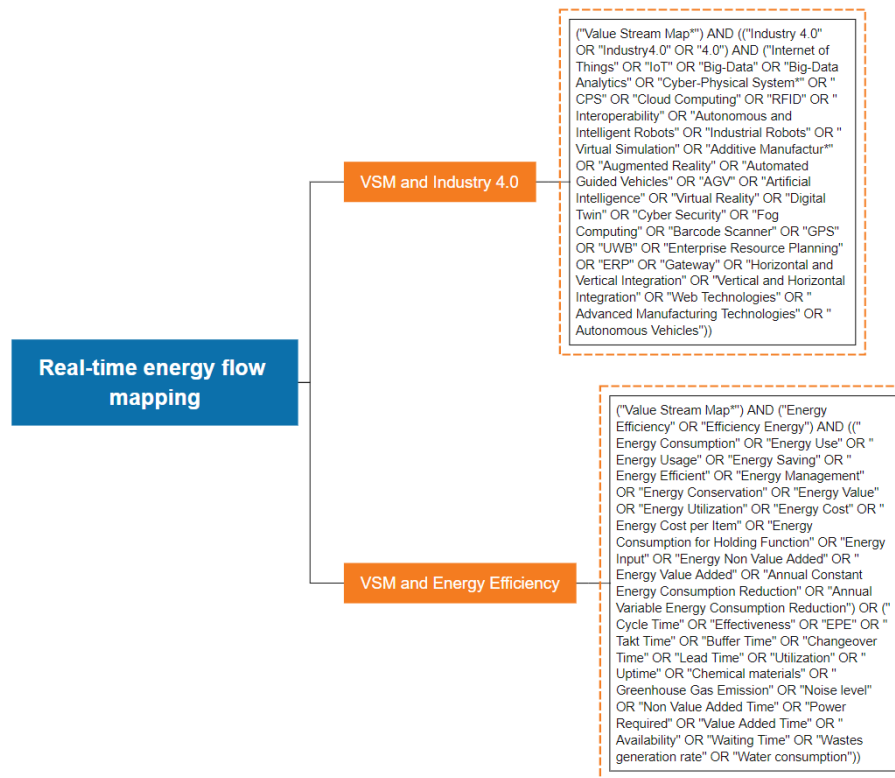 ("Value Stream Map*") AND (("Industry 4.0"
OR "Industry4.0" OR "4.0") AND ("Internet of
Things" OR "IoT" OR "Big-Data" OR "Big-Data
Analytics" OR "Cyber-Physical System*" OR "
CPS" OR "Cloud Computing" OR "RFID" OR "
Interoperability" OR "Autonomous and
Intelligent Robots" OR "Industrial Robots" OR "
Virtual Simulation" OR "Additive Manufactur*"
OR "Augmented Reality" OR "Automated
Guided Vehicles" OR "AGV" OR "Artificial
Intelligence" OR "Virtual Reality" OR "Digital
Twin" OR "Cyber Security" OR "Fog
Computing" OR "Barcode Scanner" OR "GPS"
OR "UWB" OR "Enterprise Resource Planning"
OR "ERP" OR "Gateway" OR "Horizontal and
Vertical Integration" OR "Vertical and Horizontal
Integration" OR "Web Technologies" OR "
Advanced Manufacturing Technologies" OR "
Autonomous Vehicles"))
VSM and Industry 4.0
Real-time energy flow
mapping
VSM and Energy Efficiency
("Value Stream Map*") AND ("Energy
Efficiency" OR "Efficiency Energy") AND (("
Energy Consumption" OR "Energy Use" OR "
Energy Usage" OR "Energy Saving" OR "
Energy Efficient" OR "Energy Management"
OR "Energy Conservation" OR "Energy Value"
OR "Energy Utilization" OR "Energy Cost" OR "
Energy Cost per Item" OR "Energy
Consumption for Holding Function" OR "Energy
Input" OR "Energy Non Value Added" OR "
Energy Value Added" OR "Annual Constant
Energy Consumption Reduction" OR "Annual
Variable Energy Consumption Reduction") OR ("
Cycle Time" OR "Effectiveness" OR "EPE" OR "
Takt Time" OR "Buffer Time" OR "Changeover
Time" OR "Lead Time" OR "Utilization" OR "
Uptime" OR "Chemical materials" OR "
Greenhouse Gas Emission" OR "Noise level"
OR "Non Value Added Time" OR "Power
Required" OR "Value Added Time" OR "
Availability" OR "Waiting Time" OR "Wastes
generation rate" OR "Water consumption"))